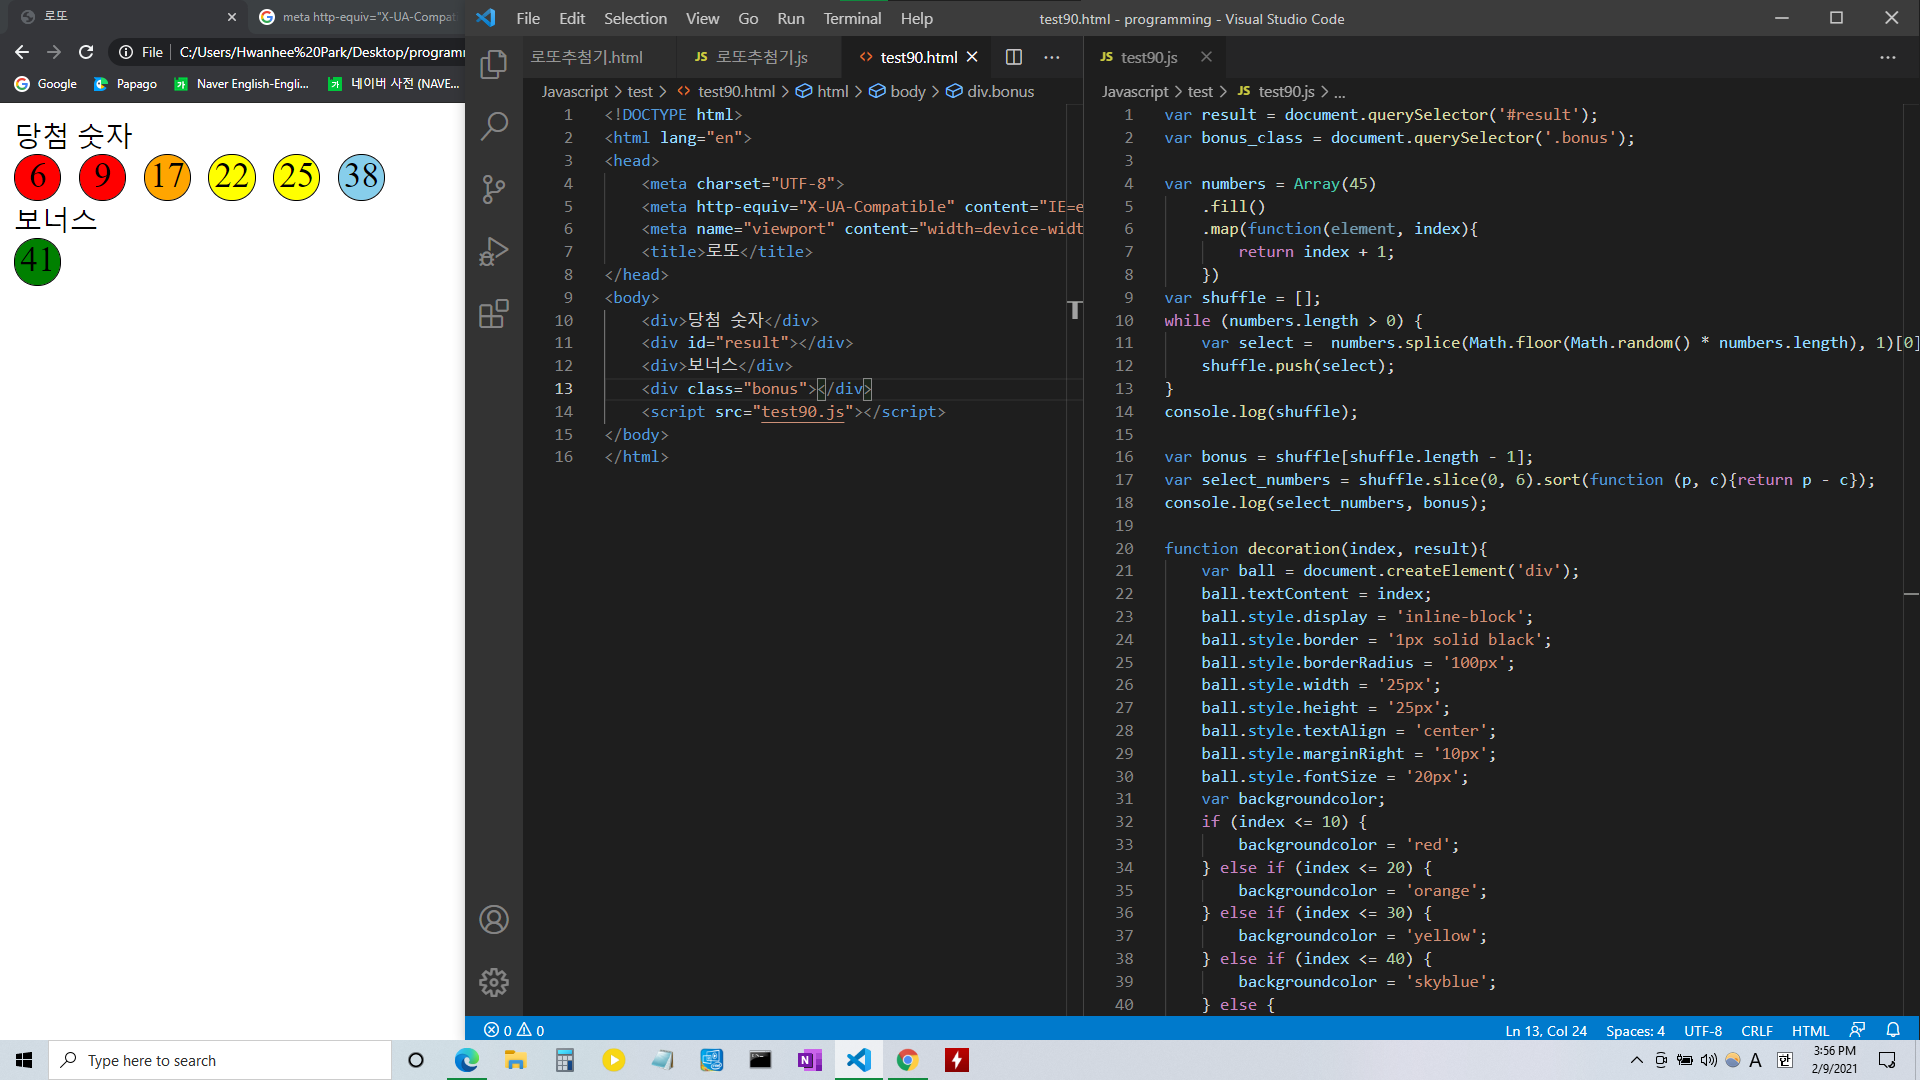 로또
meta http-equiv="X-UA-Compat
File C:/Users/Hwanhee%20Park/Desktop/program
Google Papago Naver English-Engli... 네이버 사전 (NAVE...
당첨 숫자
6 9 17 22 25 38
보너스
41
File Edit Selection View Go Run Terminal Help
test90.html - programming - Visual Studio Code
로또추첨기.html JS 로또추첨기.js test90.html
Javascript > test > test90.html > html > body > div.bonus
1 <!DOCTYPE html>
2 <html lang="en">
3 <head>
4 <meta charset="UTF-8">
5 <meta http-equiv="X-UA-Compatible" content="IE=e
6 <meta name="viewport" content="width=device-widt
7 <title>로또</title>
8 </head>
9 <body>
10 <div>당첨 숫자</div>
11 <div id="result"></div>
12 <div>보너스</div>
13 <div class="bonus"></div>
14 <script src="test90.js"></script>
15 </body>
16 </html>
JS test90.js
Javascript > test > JS test90.js > ...
1 var result = document.querySelector('#result');
2 var bonus_class = document.querySelector('.bonus');
3
4 var numbers = Array(45)
5 .fill()
6 .map(function(element, index){
7 return index + 1;
8 })
9 var shuffle = [];
10 while (numbers.length > 0) {
11 var select =  numbers.splice(Math.floor(Math.random() * numbers.length), 1)[0]
12 shuffle.push(select);
13 }
14 console.log(shuffle);
15
16 var bonus = shuffle[shuffle.length - 1];
17 var select_numbers = shuffle.slice(0, 6).sort(function (p, c){return p - c});
18 console.log(select_numbers, bonus);
19
20 function decoration(index, result){
21 var ball = document.createElement('div');
22 ball.textContent = index;
23 ball.style.display = 'inline-block';
24 ball.style.border = '1px solid black';
25 ball.style.borderRadius = '100px';
26 ball.style.width = '25px';
27 ball.style.height = '25px';
28 ball.style.textAlign = 'center';
29 ball.style.marginRight = '10px';
30 ball.style.fontSize = '20px';
31 var backgroundcolor;
32 if (index <= 10) {
33 backgroundcolor = 'red';
34 } else if (index <= 20) {
35 backgroundcolor = 'orange';
36 } else if (index <= 30) {
37 backgroundcolor = 'yellow';
38 } else if (index <= 40) {
39 backgroundcolor = 'skyblue';
40 } else {
0 0
Ln 13, Col 24 Spaces: 4 UTF-8 CRLF HTML
Type here to search
A 한
3:56 PM
2/9/2021